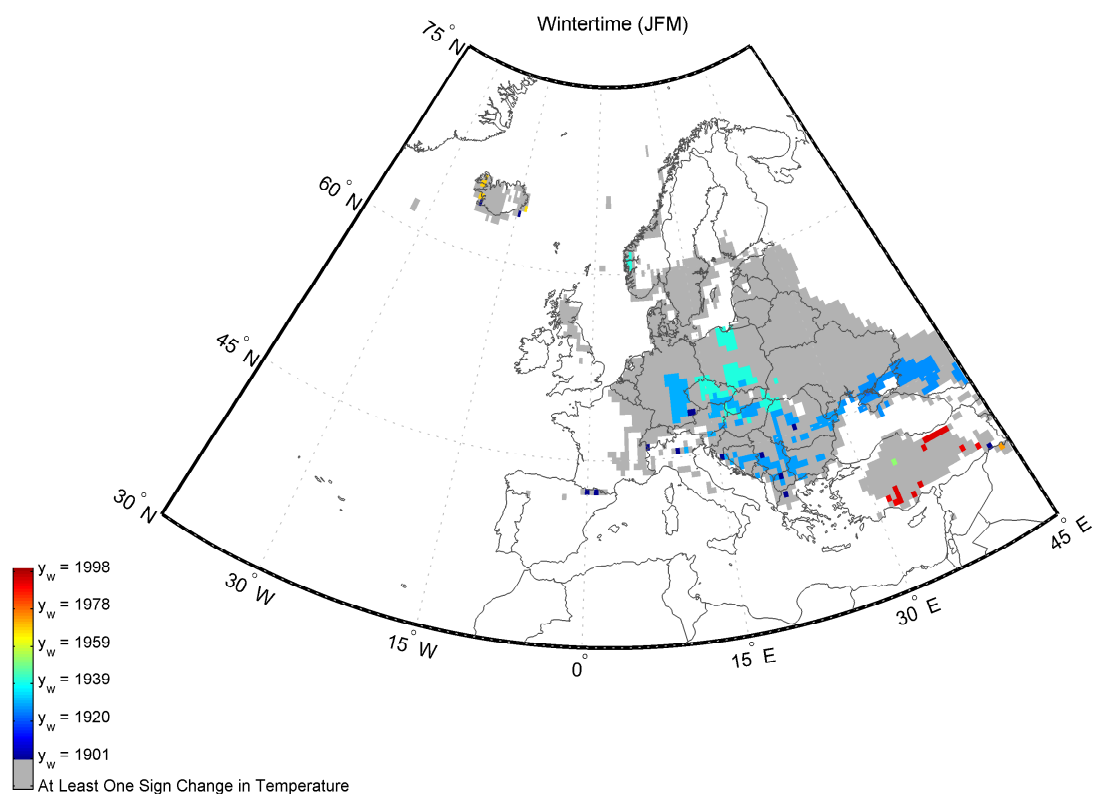 Wintertime (JFM)
75° N
60° N
45° N
30° N
30° W
15° W
0°
15° E
30° E
45° E
y_w = 1998
y_w = 1978
y_w = 1959
y_w = 1939
y_w = 1920
y_w = 1901
At Least One Sign Change in Temperature